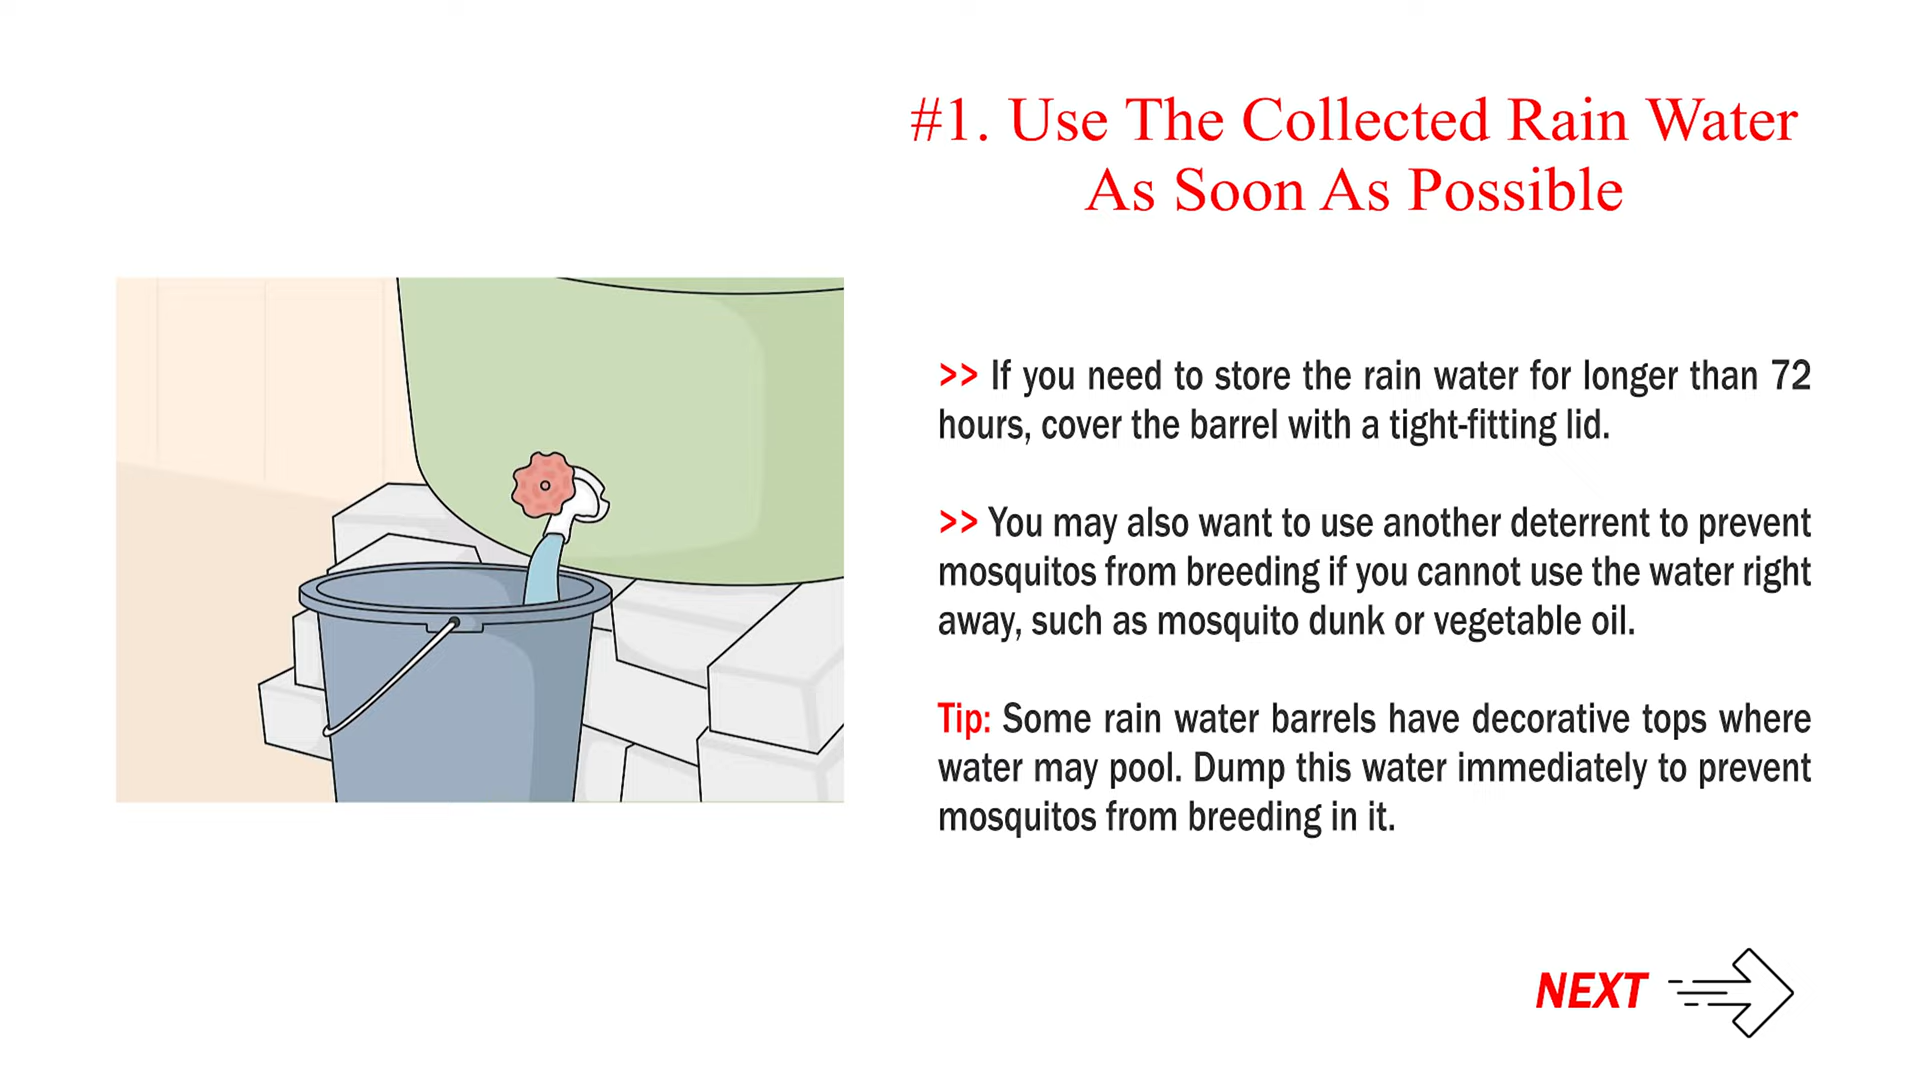 #1. Use The Collected Rain Water
As Soon As Possible
>> If you need to store the rain water for longer than 72
hours, cover the barrel with a tight-fitting lid.
>> You may also want to use another deterrent to prevent
mosquitos from breeding if you cannot use the water right
away, such as mosquito dunk or vegetable oil.
Tip: Some rain water barrels have decorative tops where
water may pool. Dump this water immediately to prevent
mosquitos from breeding in it.
NEXT